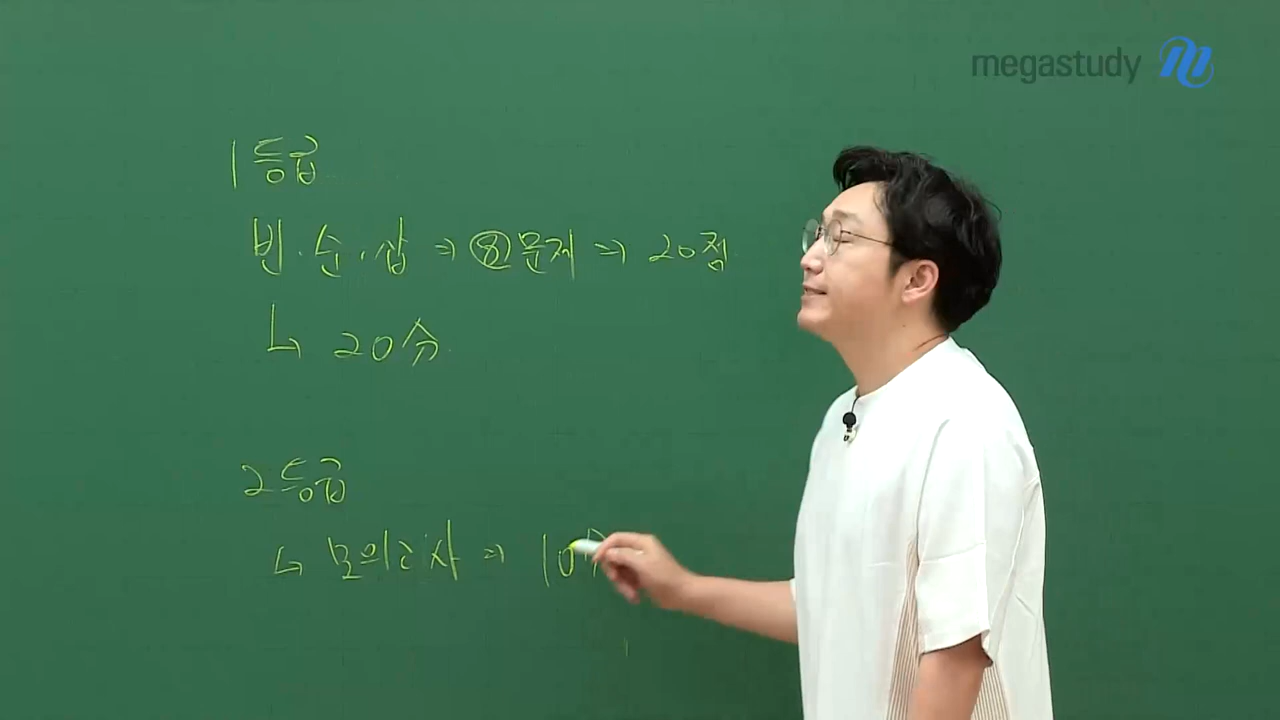 megastudy
1등급
빈·순·삽 ⇒ ⑧문제 ⇒ 20점
↳ 20分
2등급
↳ 모의고사 ⇒ 10